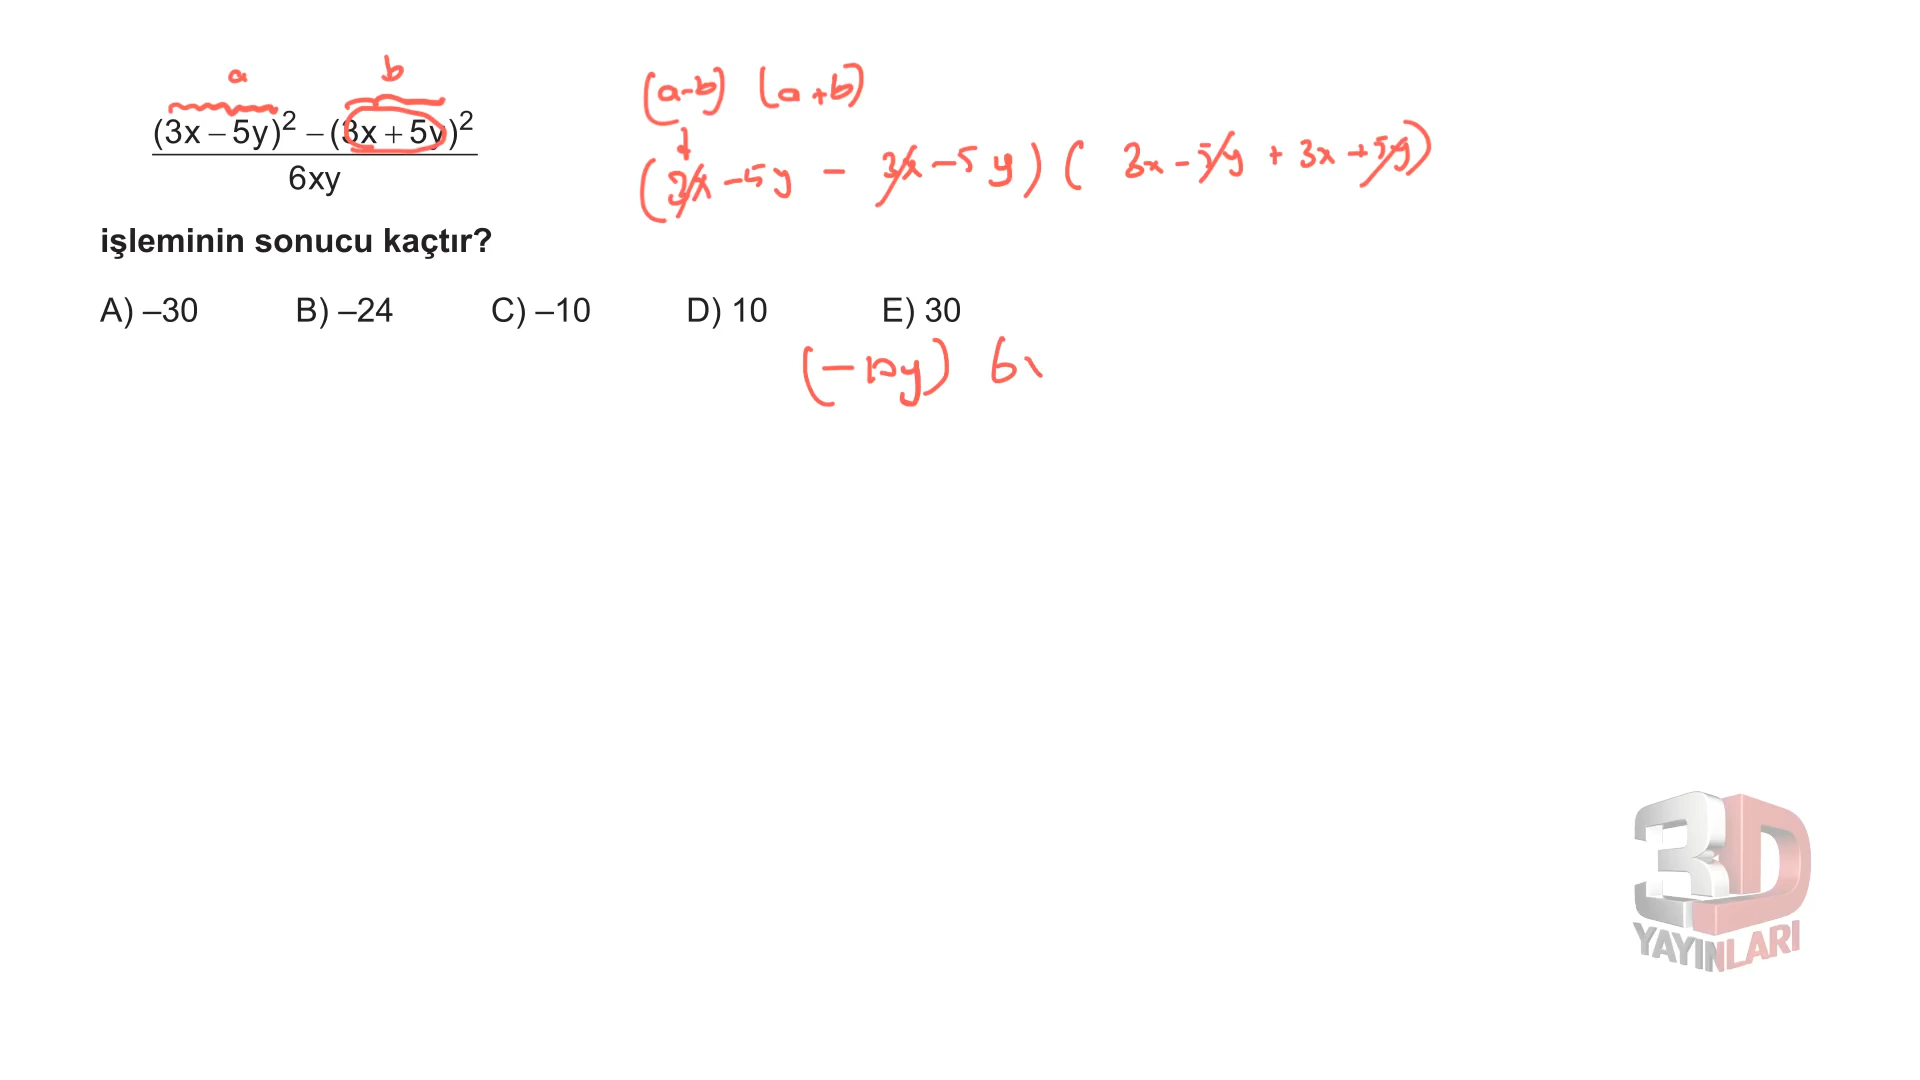 a b
(3x – 5y)² – (3x + 5y)²
6xy
(a-b) (a+b)
(3x -5y - 3x -5y) (3x -5y + 3x +5y)
işleminin sonucu kaçtır?
A) –30 B) –24 C) –10 D) 10 E) 30
(-10y) 6x
3D
YAYINLARI